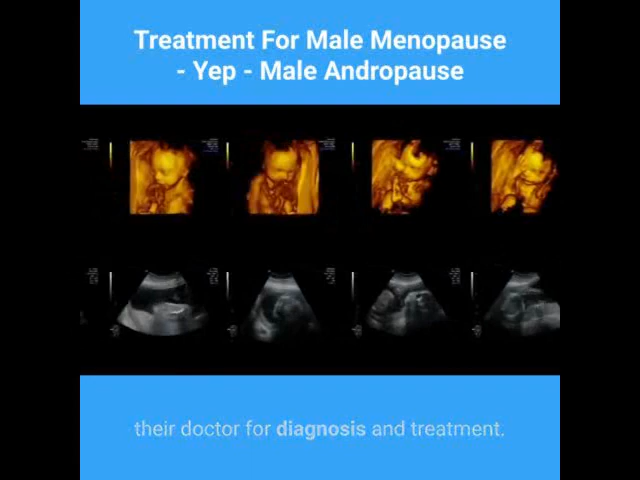 Treatment For Male Menopause
- Yep - Male Andropause
their doctor for diagnosis and treatment.